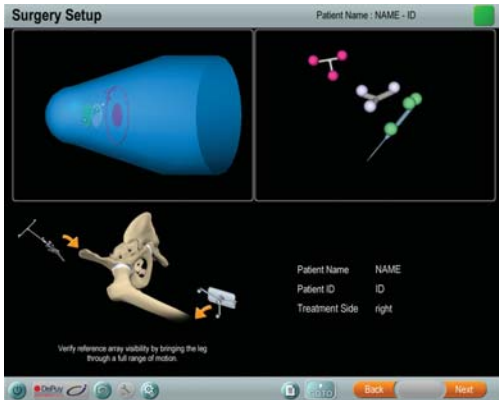 Surgery Setup
Patient Name : NAME - ID
Patient Name NAME
Patient ID ID
Treatment Side right
Verify reference array visibility by bringing the leg
through a full range of motion.
DePuy
Back
Next